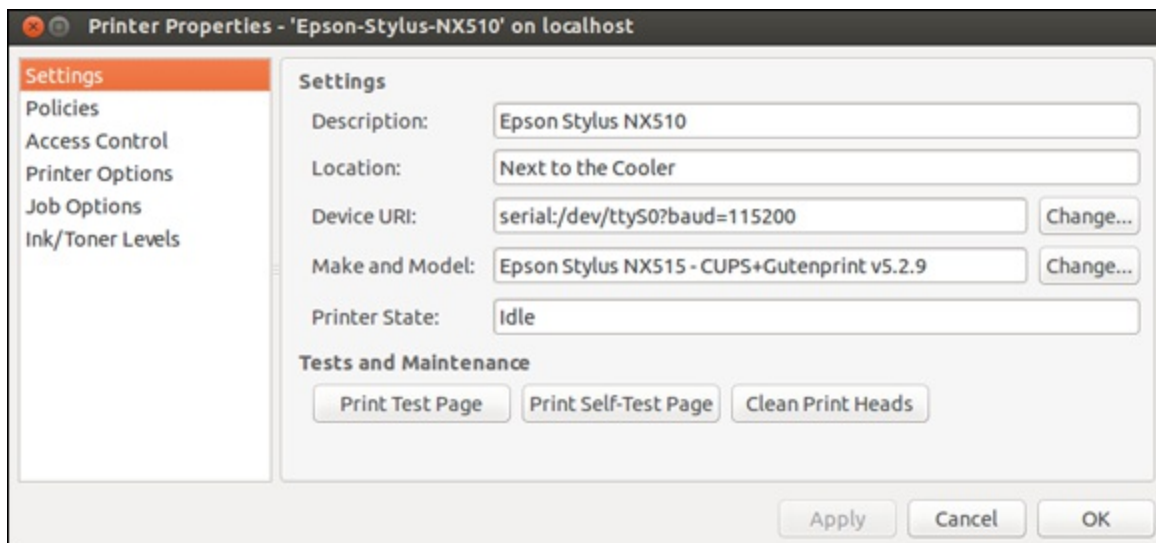 Printer Properties - 'Epson-Stylus-NX510' on localhost
Settings
Policies
Access Control
Printer Options
Job Options
Ink/Toner Levels
Settings
Description: Epson Stylus NX510
Location: Next to the Cooler
Device URI: serial:/dev/ttyS0?baud=115200 Change...
Make and Model: Epson Stylus NX515 - CUPS+Gutenprint v5.2.9 Change...
Printer State: Idle
Tests and Maintenance
Print Test Page Print Self-Test Page Clean Print Heads
Apply Cancel OK